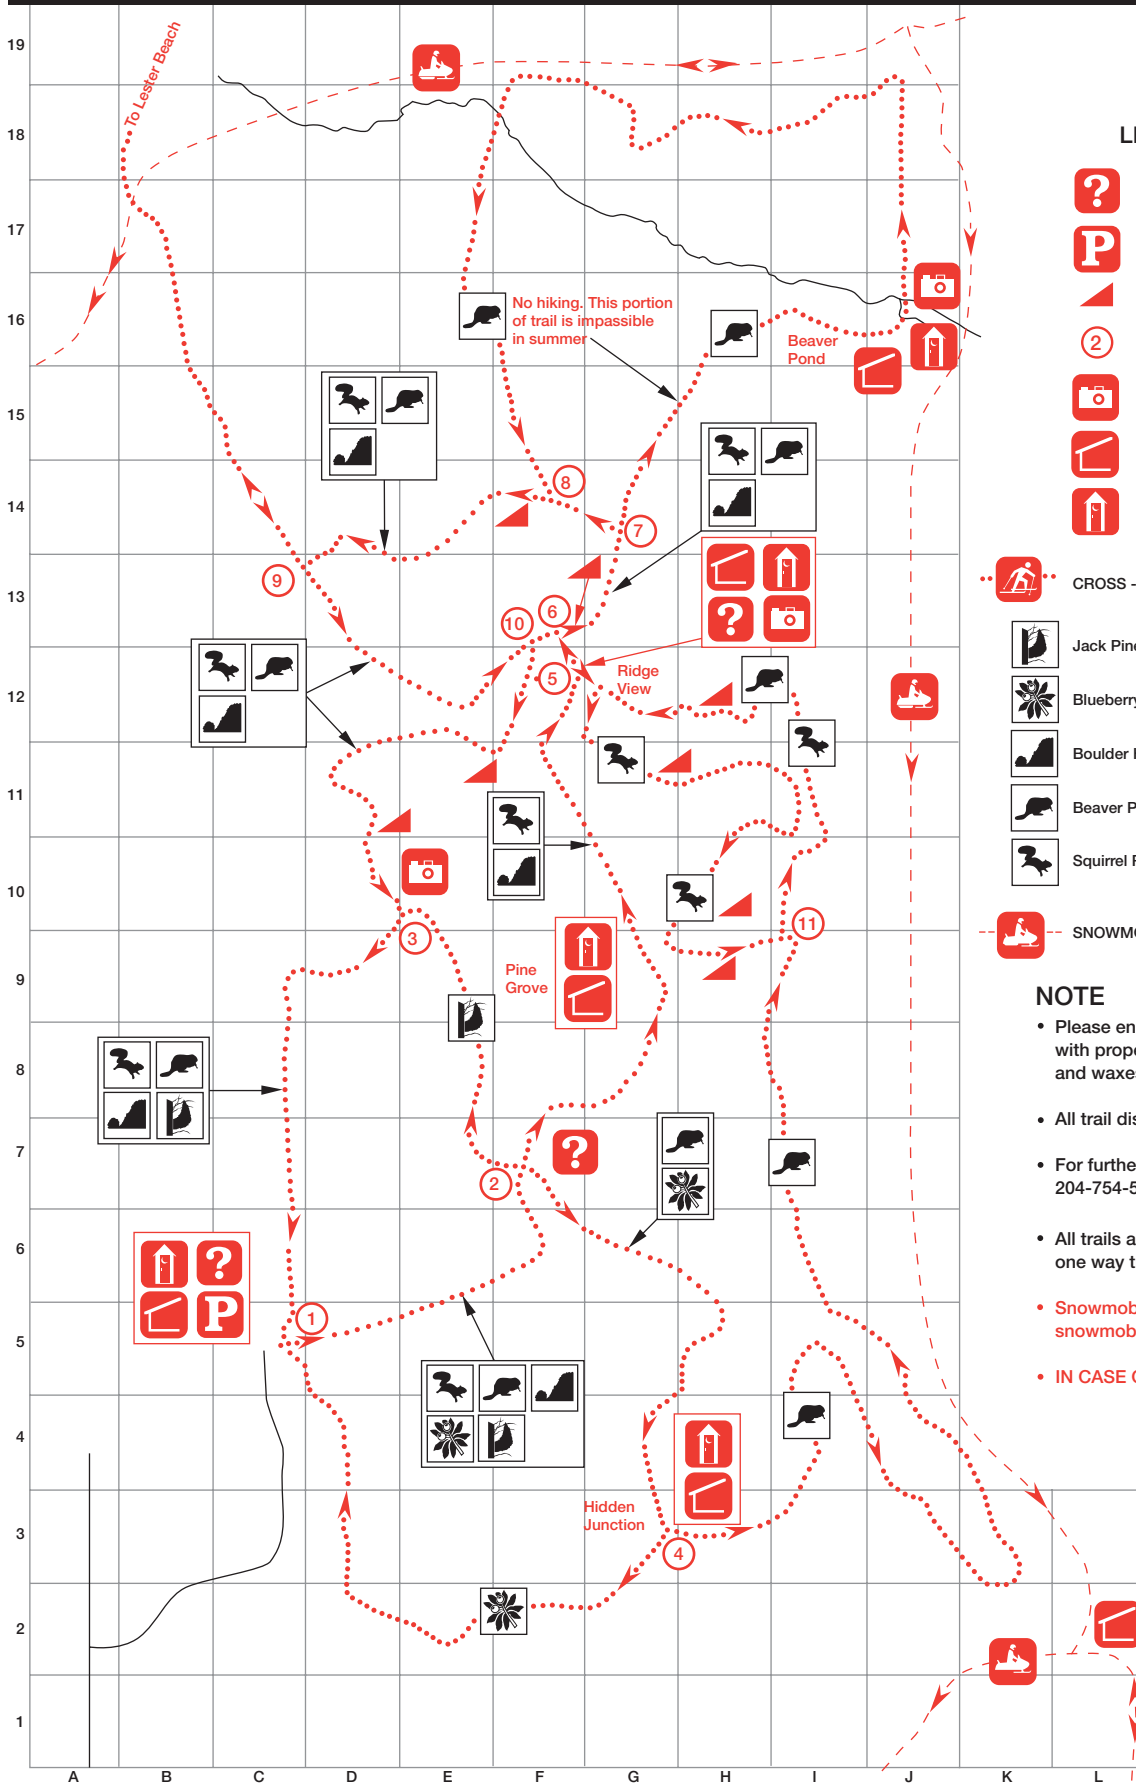 19
To Lester Beach
18
17
16
No hiking. This portion
of trail is impassible
in summer
Beaver
Pond
15
14
8
7
13
9
10
6
12
5
Ridge
View
11
10
3
11
Pine
Grove
9
8
7
2
?
6
?
P
1
5
4
Hidden
Junction
3
4
2
1
A B C D E F G H I J K L
?
?
P
2
CROSS -
Jack Pine
Blueberry
Boulder
Beaver P
Squirrel
SNOWMO
NOTE
• Please en
with prope
and waxes
• All trail dis
• For furthe
204-754-5
• All trails a
one way t
• Snowmob
snowmob
• IN CASE